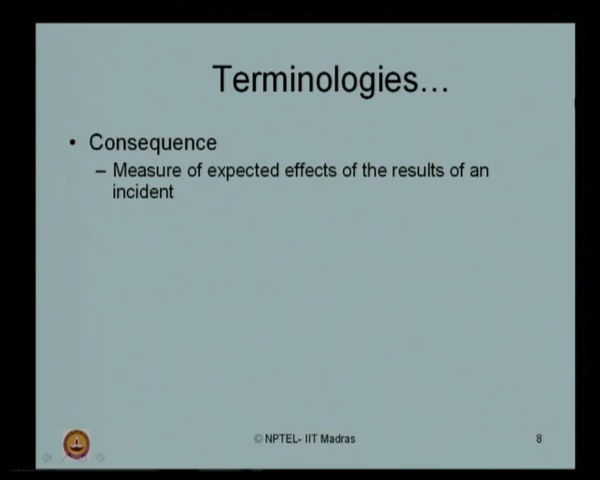 Terminologies...
• Consequence
– Measure of expected effects of the results of an
incident
© NPTEL- IIT Madras
8